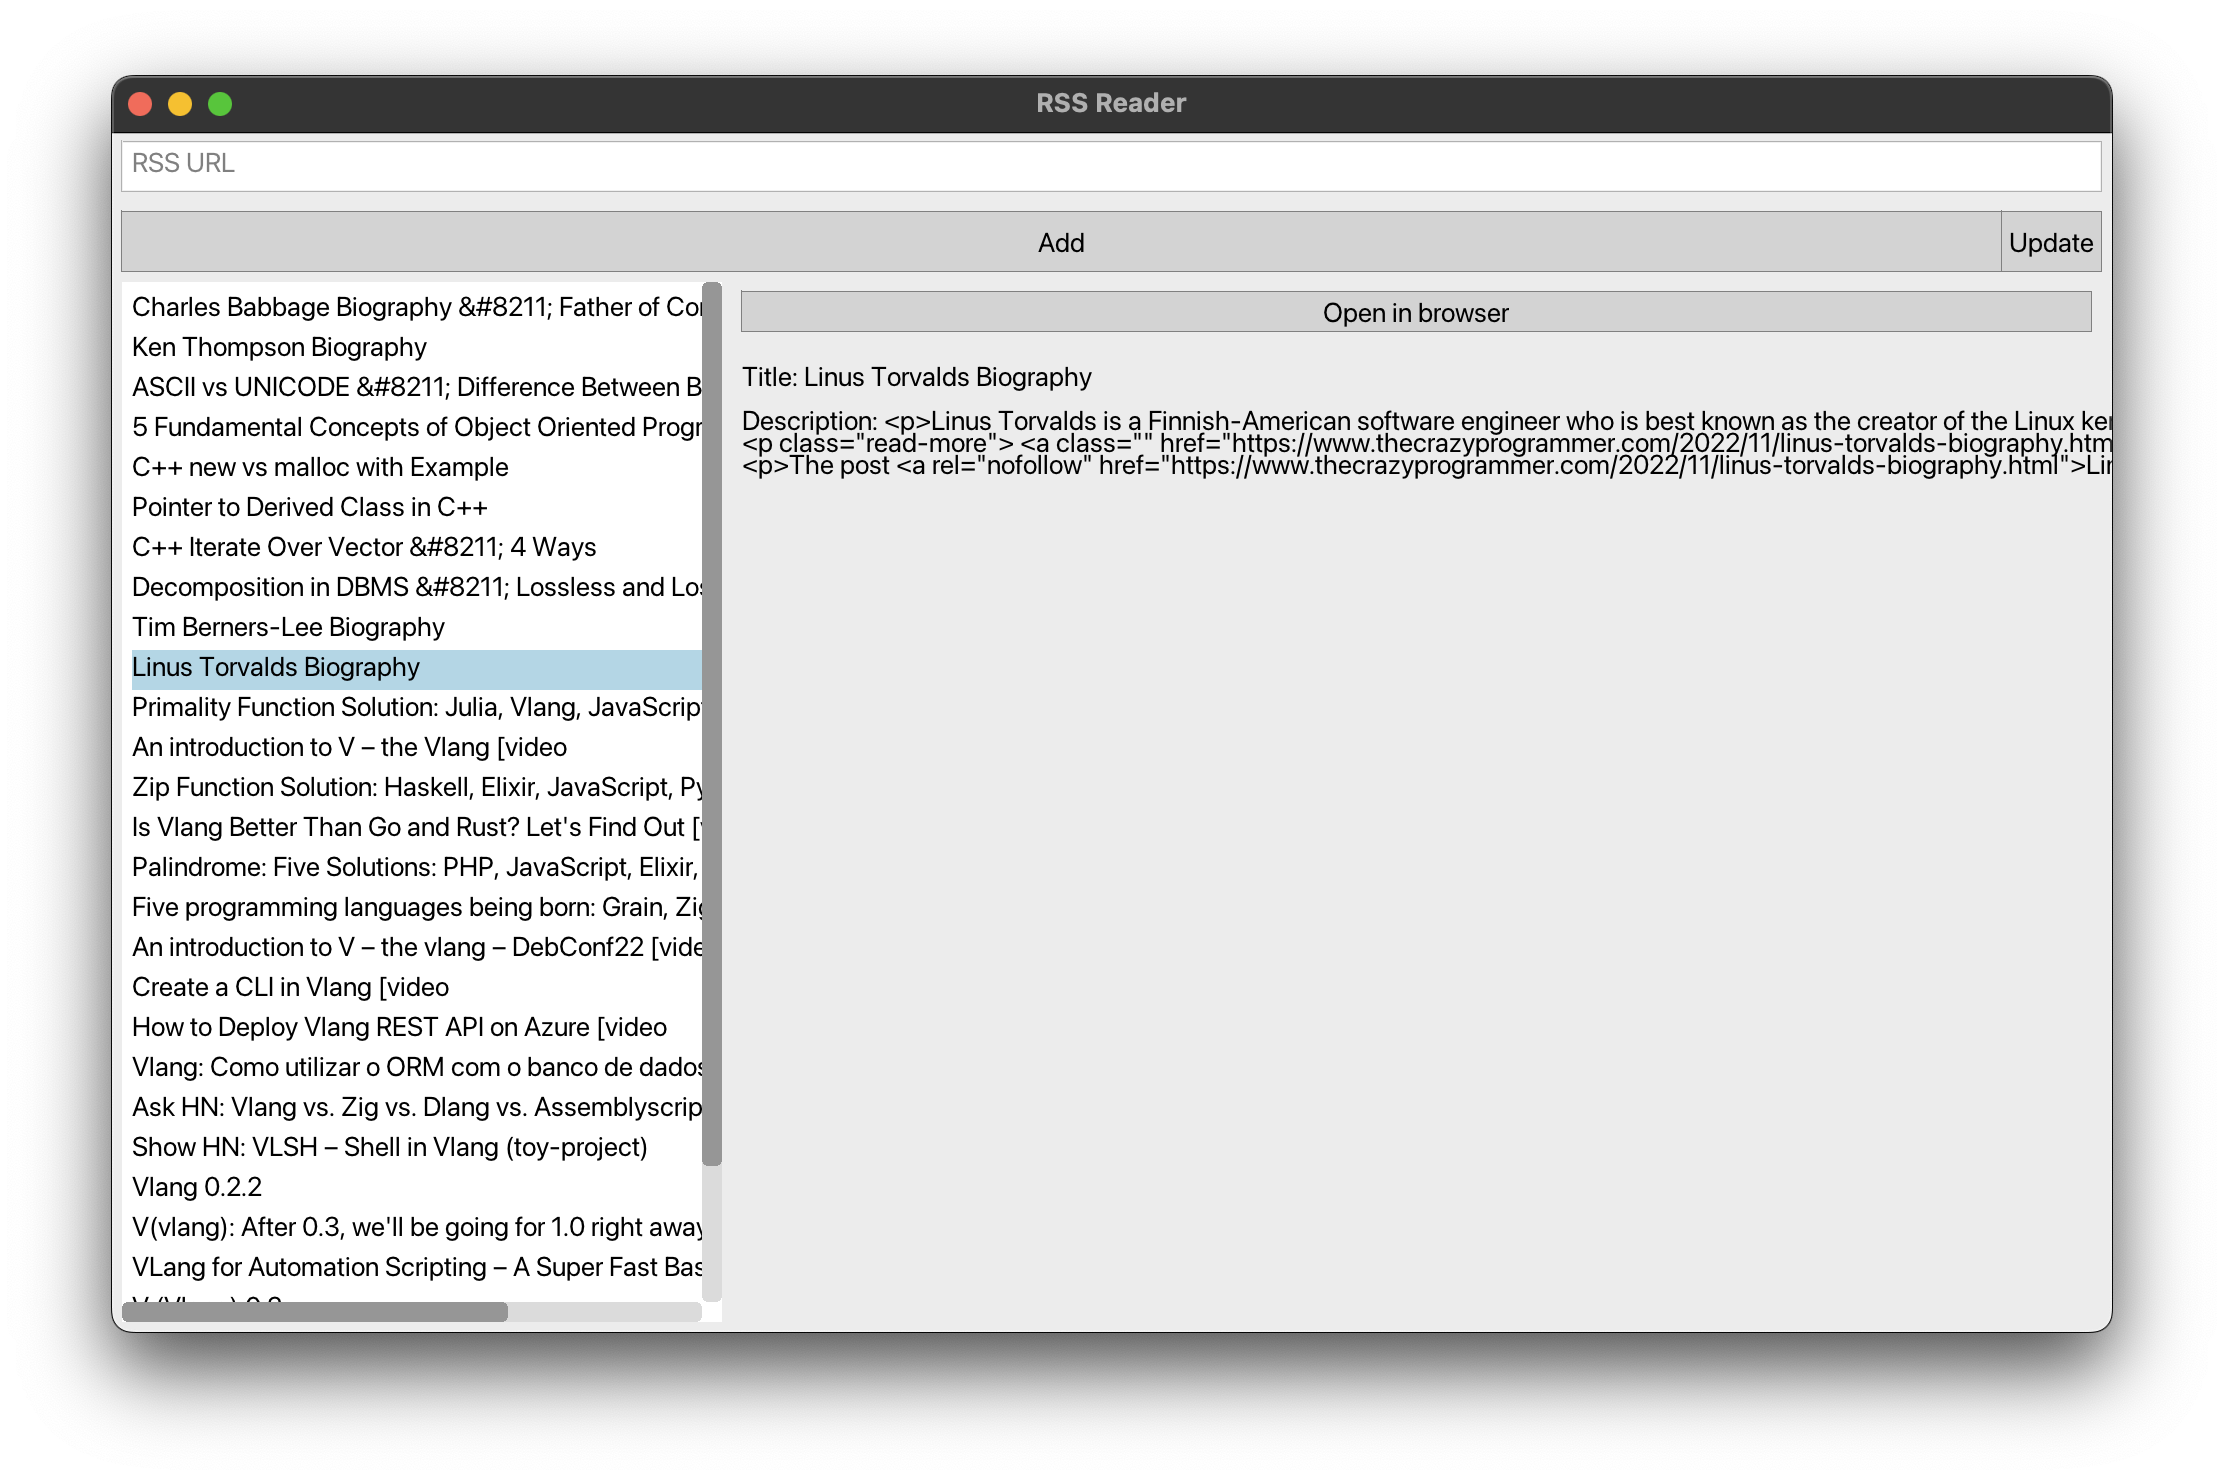 RSS Reader
RSS URL
Add
Update
Charles Babbage Biography &#8211; Father of
Ken Thompson Biography
ASCII vs UNICODE &#8211; Difference Between
5 Fundamental Concepts of Object Oriented
C++ new vs malloc with Example
Pointer to Derived Class in C++
C++ Iterate Over Vector &#8211; 4 Ways
Decomposition in DBMS &#8211; Lossless and
Tim Berners-Lee Biography
Linus Torvalds Biography
Primality Function Solution: Julia, Vlang, JavaScript
An introduction to V – the Vlang [video
Zip Function Solution: Haskell, Elixir, JavaScript,
Is Vlang Better Than Go and Rust? Let's Find Out [
Palindrome: Five Solutions: PHP, JavaScript, Elixir,
Five programming languages being born: Grain,
An introduction to V – the vlang – DebConf22 [vide
Create a CLI in Vlang [video
How to Deploy Vlang REST API on Azure [video
Vlang: Como utilizar o ORM com o banco de dados
Ask HN: Vlang vs. Zig vs. Dlang vs. Assemblyscrip
Show HN: VLSH – Shell in Vlang (toy-project)
Vlang 0.2.2
V(vlang): After 0.3, we'll be going for 1.0 right away
VLang for Automation Scripting – A Super Fast
Open in browser
Title: Linus Torvalds Biography
Description: <p>Linus Torvalds is a Finnish-American software engineer who is best known as the creator of the Linux
<p class="read-more"> <a class="" href="https://www.thecrazyprogrammer.com/2022/11/linus-torvalds-biography.htm
<p>The post <a rel="nofollow" href="https://www.thecrazyprogrammer.com/2022/11/linus-torvalds-biography.html">